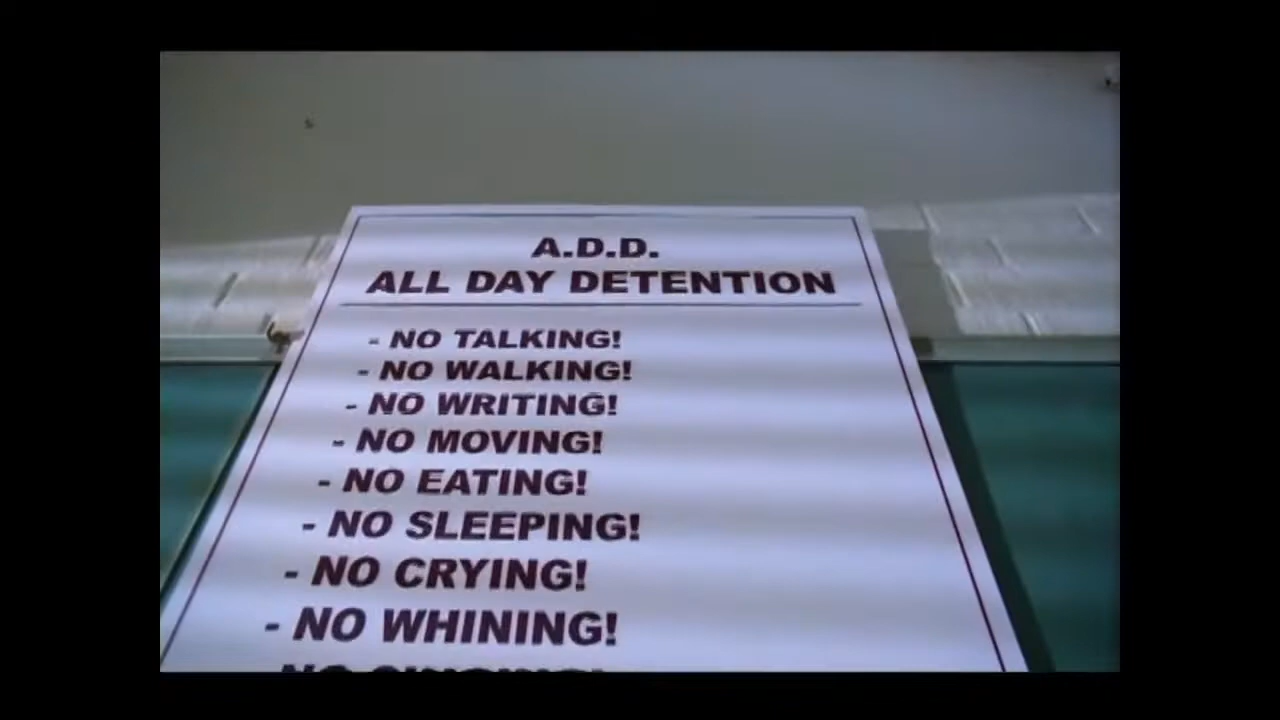 A.D.D.
ALL DAY DETENTION
- NO TALKING!
- NO WALKING!
- NO WRITING!
- NO MOVING!
- NO EATING!
- NO SLEEPING!
- NO CRYING!
- NO WHINING!
NO